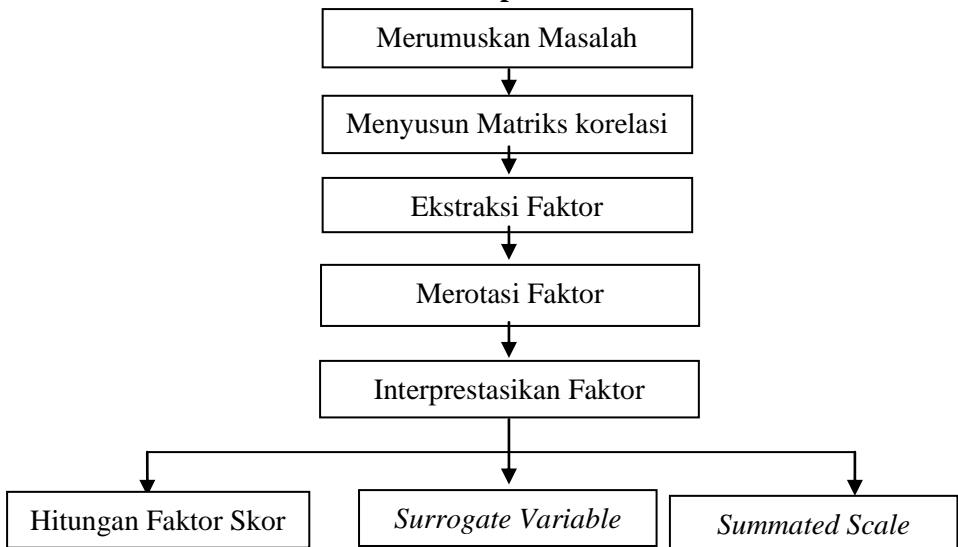 Merumuskan Masalah
Menyusun Matriks korelasi
Ekstraksi Faktor
Merotasi Faktor
Interprestasikan Faktor
Hitungan Faktor Skor
Surrogate Variable
Summated Scale